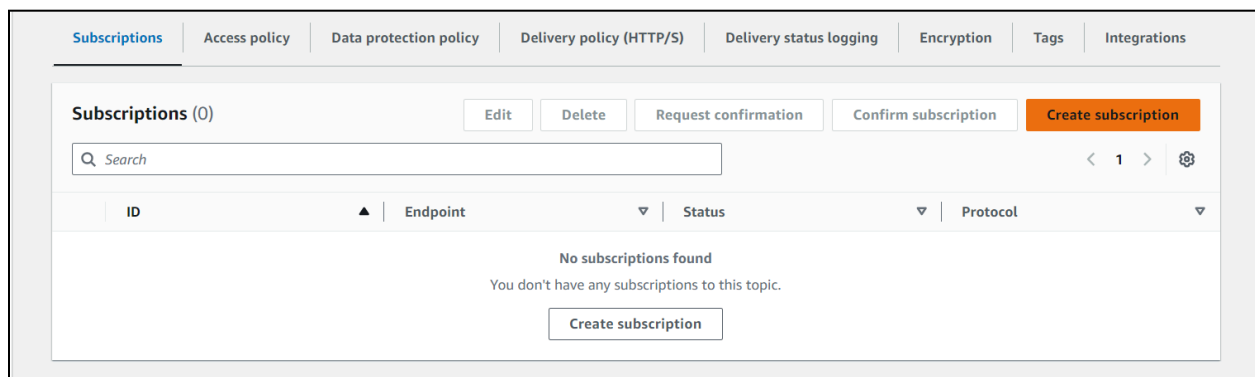 Subscriptions Access policy Data protection policy Delivery policy (HTTP/S) Delivery status logging Encryption Tags Integrations
Subscriptions (0) Edit Delete Request confirmation Confirm subscription Create subscription
Search 1
ID Endpoint Status Protocol
No subscriptions found
You don't have any subscriptions to this topic.
Create subscription